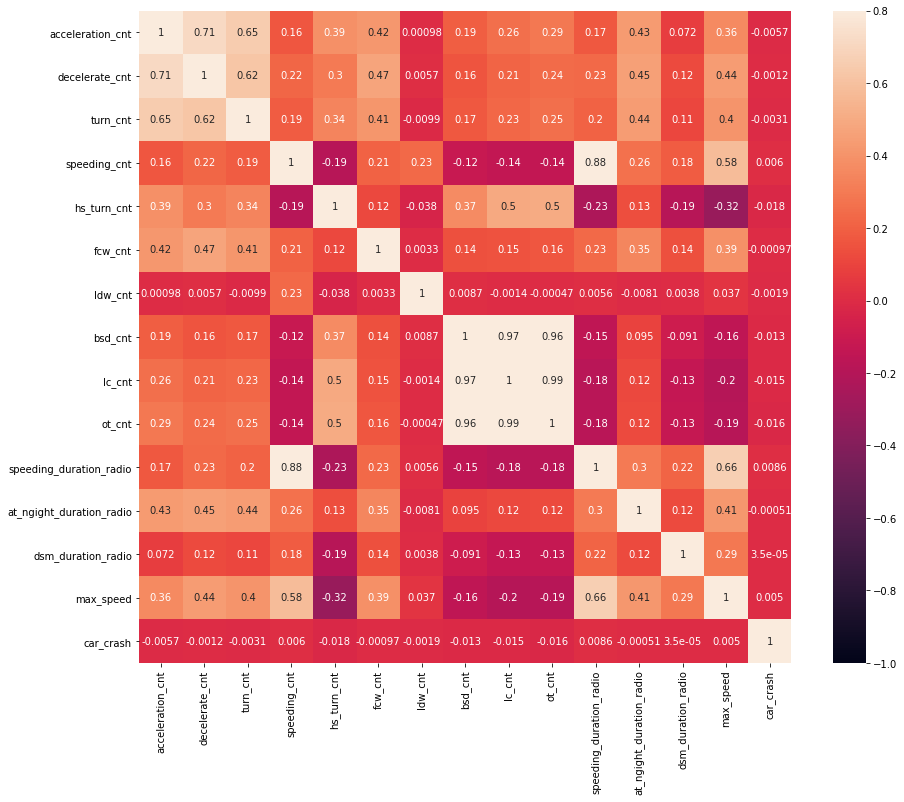 acceleration_cnt 1 0.71 0.65 0.16 0.39 0.42 0.00098 0.19 0.26 0.29 0.17 0.43 0.072 0.36 -0.0057
decelerate_cnt 0.71 1 0.62 0.22 0.3 0.47 0.0057 0.16 0.21 0.24 0.23 0.45 0.12 0.44 -0.0012
turn_cnt 0.65 0.62 1 0.19 0.34 0.41 -0.0099 0.17 0.23 0.25 0.2 0.44 0.11 0.4 -0.0031
speeding_cnt 0.16 0.22 0.19 1 -0.19 0.21 0.23 -0.12 -0.14 -0.14 0.88 0.26 0.18 0.58 0.006
hs_turn_cnt 0.39 0.3 0.34 -0.19 1 0.12 -0.038 0.37 0.5 0.5 -0.23 0.13 -0.19 -0.32 -0.018
fcw_cnt 0.42 0.47 0.41 0.21 0.12 1 0.0033 0.14 0.15 0.16 0.23 0.35 0.14 0.39 -0.00097
ldw_cnt 0.00098 0.0057 -0.0099 0.23 -0.038 0.0033 1 0.0087 -0.0014 -0.00047 0.0056 -0.0081 0.0038 0.037 -0.0019
bsd_cnt 0.19 0.16 0.17 -0.12 0.37 0.14 0.0087 1 0.97 0.96 -0.15 0.095 -0.091 -0.16 -0.013
lc_cnt 0.26 0.21 0.23 -0.14 0.5 0.15 -0.0014 0.97 1 0.99 -0.18 0.12 -0.13 -0.2 -0.015
ot_cnt 0.29 0.24 0.25 -0.14 0.5 0.16 -0.00047 0.96 0.99 1 -0.18 0.12 -0.13 -0.19 -0.016
speeding_duration_radio 0.17 0.23 0.2 0.88 -0.23 0.23 0.0056 -0.15 -0.18 -0.18 1 0.3 0.22 0.66 0.0086
at_ngight_duration_radio 0.43 0.45 0.44 0.26 0.13 0.35 -0.0081 0.095 0.12 0.12 0.3 1 0.12 0.41 -0.00051
dsm_duration_radio 0.072 0.12 0.11 0.18 -0.19 0.14 0.0038 -0.091 -0.13 -0.13 0.22 0.12 1 0.29 3.5e-05
max_speed 0.36 0.44 0.4 0.58 -0.32 0.39 0.037 -0.16 -0.2 -0.19 0.66 0.41 0.29 1 0.005
car_crash -0.0057 -0.0012 -0.0031 0.006 -0.018 -0.00097 -0.0019 -0.013 -0.015 -0.016 0.0086 -0.00051 3.5e-05 0.005 1
acceleration_cnt
decelerate_cnt
turn_cnt
speeding_cnt
hs_turn_cnt
fcw_cnt
ldw_cnt
bsd_cnt
lc_cnt
ot_cnt
speeding_duration_radio
at_ngight_duration_radio
dsm_duration_radio
max_speed
car_crash
0.8
0.6
0.4
0.2
0.0
−0.2
−0.4
−0.6
−0.8
−1.0